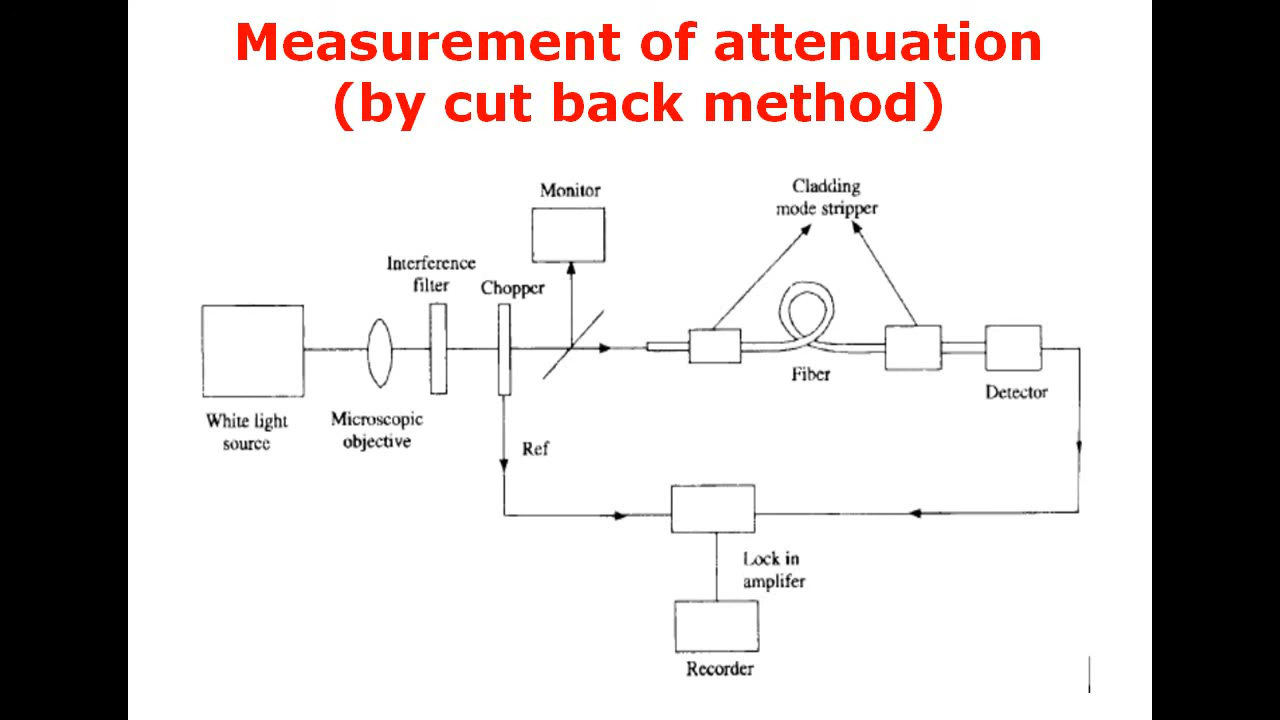 Measurement of attenuation
(by cut back method)
Monitor
Cladding
mode stripper
Interference
filter
Chopper
Fiber
Detector
White light
source
Microscopic
objective
Ref
Lock in
amplifer
Recorder